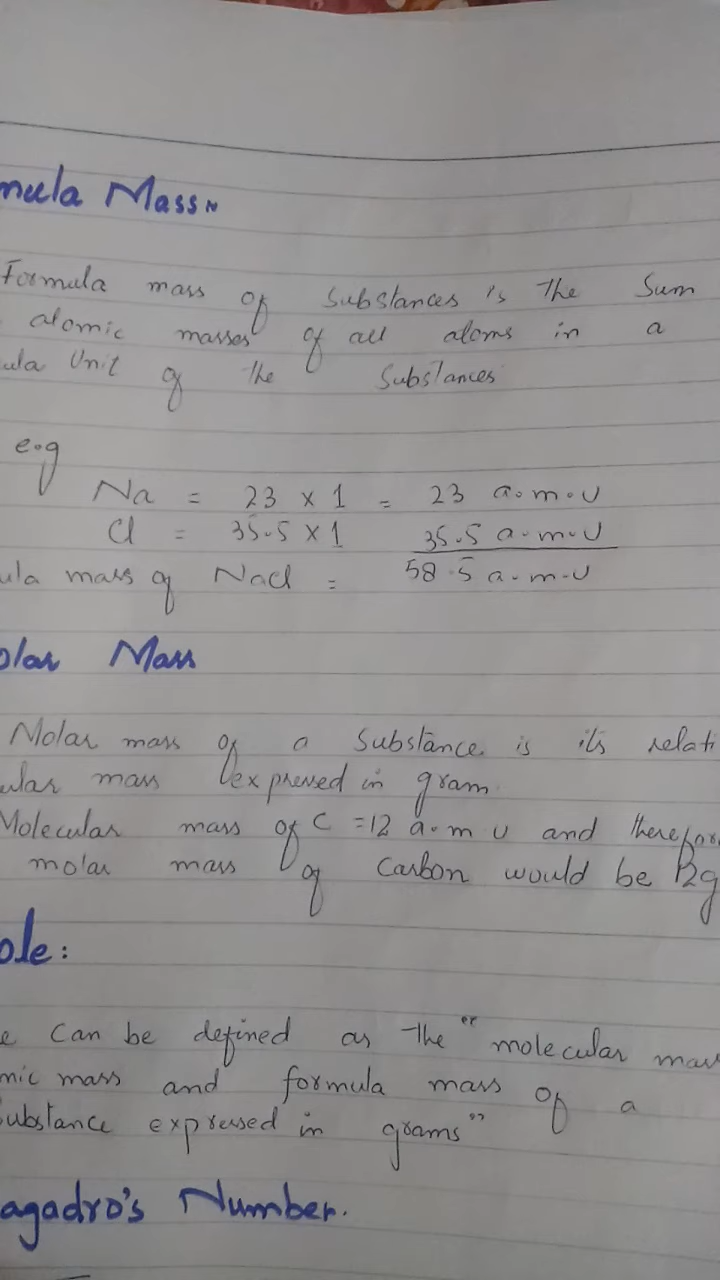 mula Mass
Formula mass of Substances is the Sum
atomic masses of all atoms in a
ula Unit of the Substances
e.g
Na = 23 x 1 = 23 a.m.u
Cl = 35.5 x 1 35.5 a.m.u
ula mass of Nacl = 58.5 a.m.u
olar Mass
Molar mass of a Substance is its relati
ular mass expressed in gram
Molecular mass of C = 12 a.m u and therefor
molar mass of Carbon would be 12g
ole:
e can be defined as the "molecular mas
mic mass and formula mass of a
substance expressed in grams"
agadro's Number.